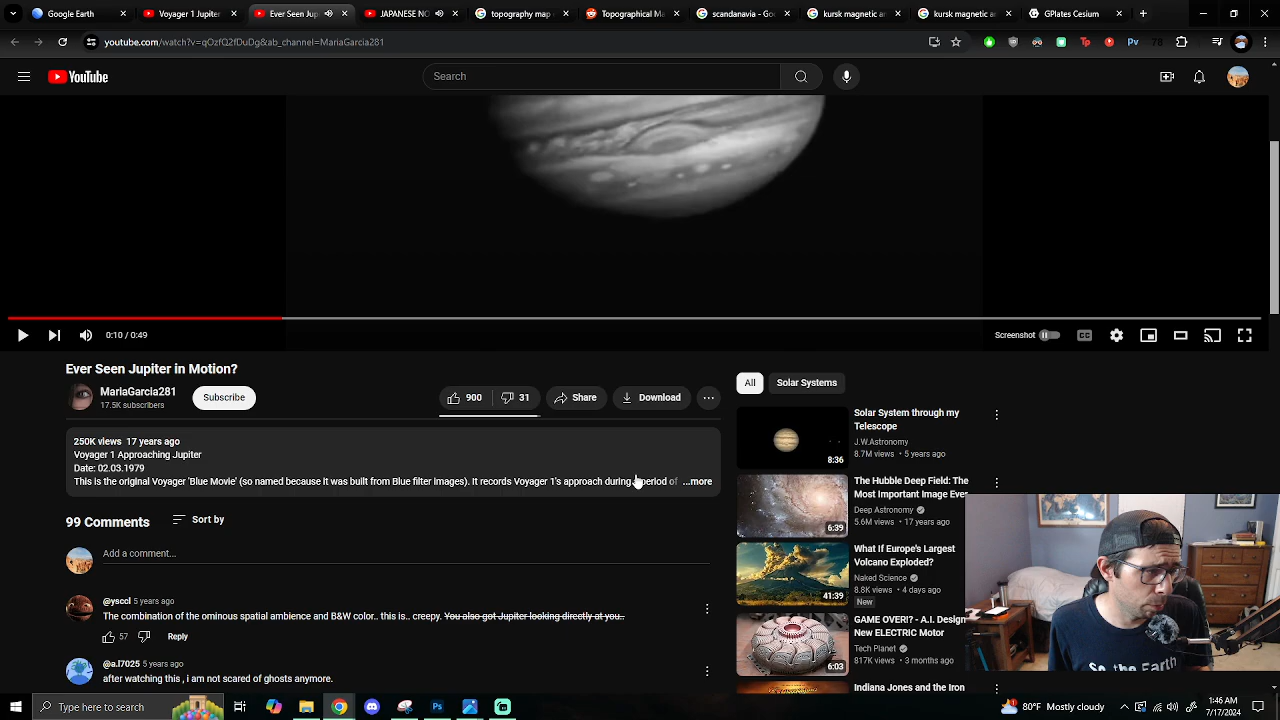 Google Earth
Voyager 1 Jupiter
Ever Seen Jup
JAPANESE NO
topography map
Topographical Ma
scandanavia - Go
kursk magnetic an
kursk magnetic an
GPlates Cesium
youtube.com/watch?v=qOzfQ2fDuDg&ab_channel=MariaGarcia281
Tp
Pv
78
YouTube
Search
0:10 / 0:49
Screenshot
CC
Ever Seen Jupiter in Motion?
MariaGarcia281
17.5K subscribers
Subscribe
900
31
Share
Download
250K views 17 years ago
Voyager 1 Approaching Jupiter
Date: 02.03.1979
This is the original Voyager 'Blue Movie' (so named because it was built from Blue filter images). It records Voyager 1's approach during a period of ...more
99 Comments
Sort by
Add a comment...
@ysccl 5 years ago
combination of the ominous spatial ambience and B&W color.. this is.. creepy. You also got Jupiter looking directly at you..
57
Reply
@a.l7025 5 years ago
after watching this , i am not scared of ghosts anymore.
All
Solar Systems
Solar System through my
Telescope
J.W.Astronomy
8.7M views • 5 years ago
8:36
The Hubble Deep Field: The
Most Important Image Ever
Deep Astronomy
5.6M views • 17 years ago
6:39
What If Europe's Largest
Volcano Exploded?
Naked Science
8.8K views • 4 days ago
New
41:39
GAME OVER!? - A.I. Design
New ELECTRIC Motor
Tech Planet
817K views • 3 months ago
6:03
Indiana Jones and the Iron
So the Earth
Type here to search
80°F Mostly cloudy
1:46 AM
7/17/2024